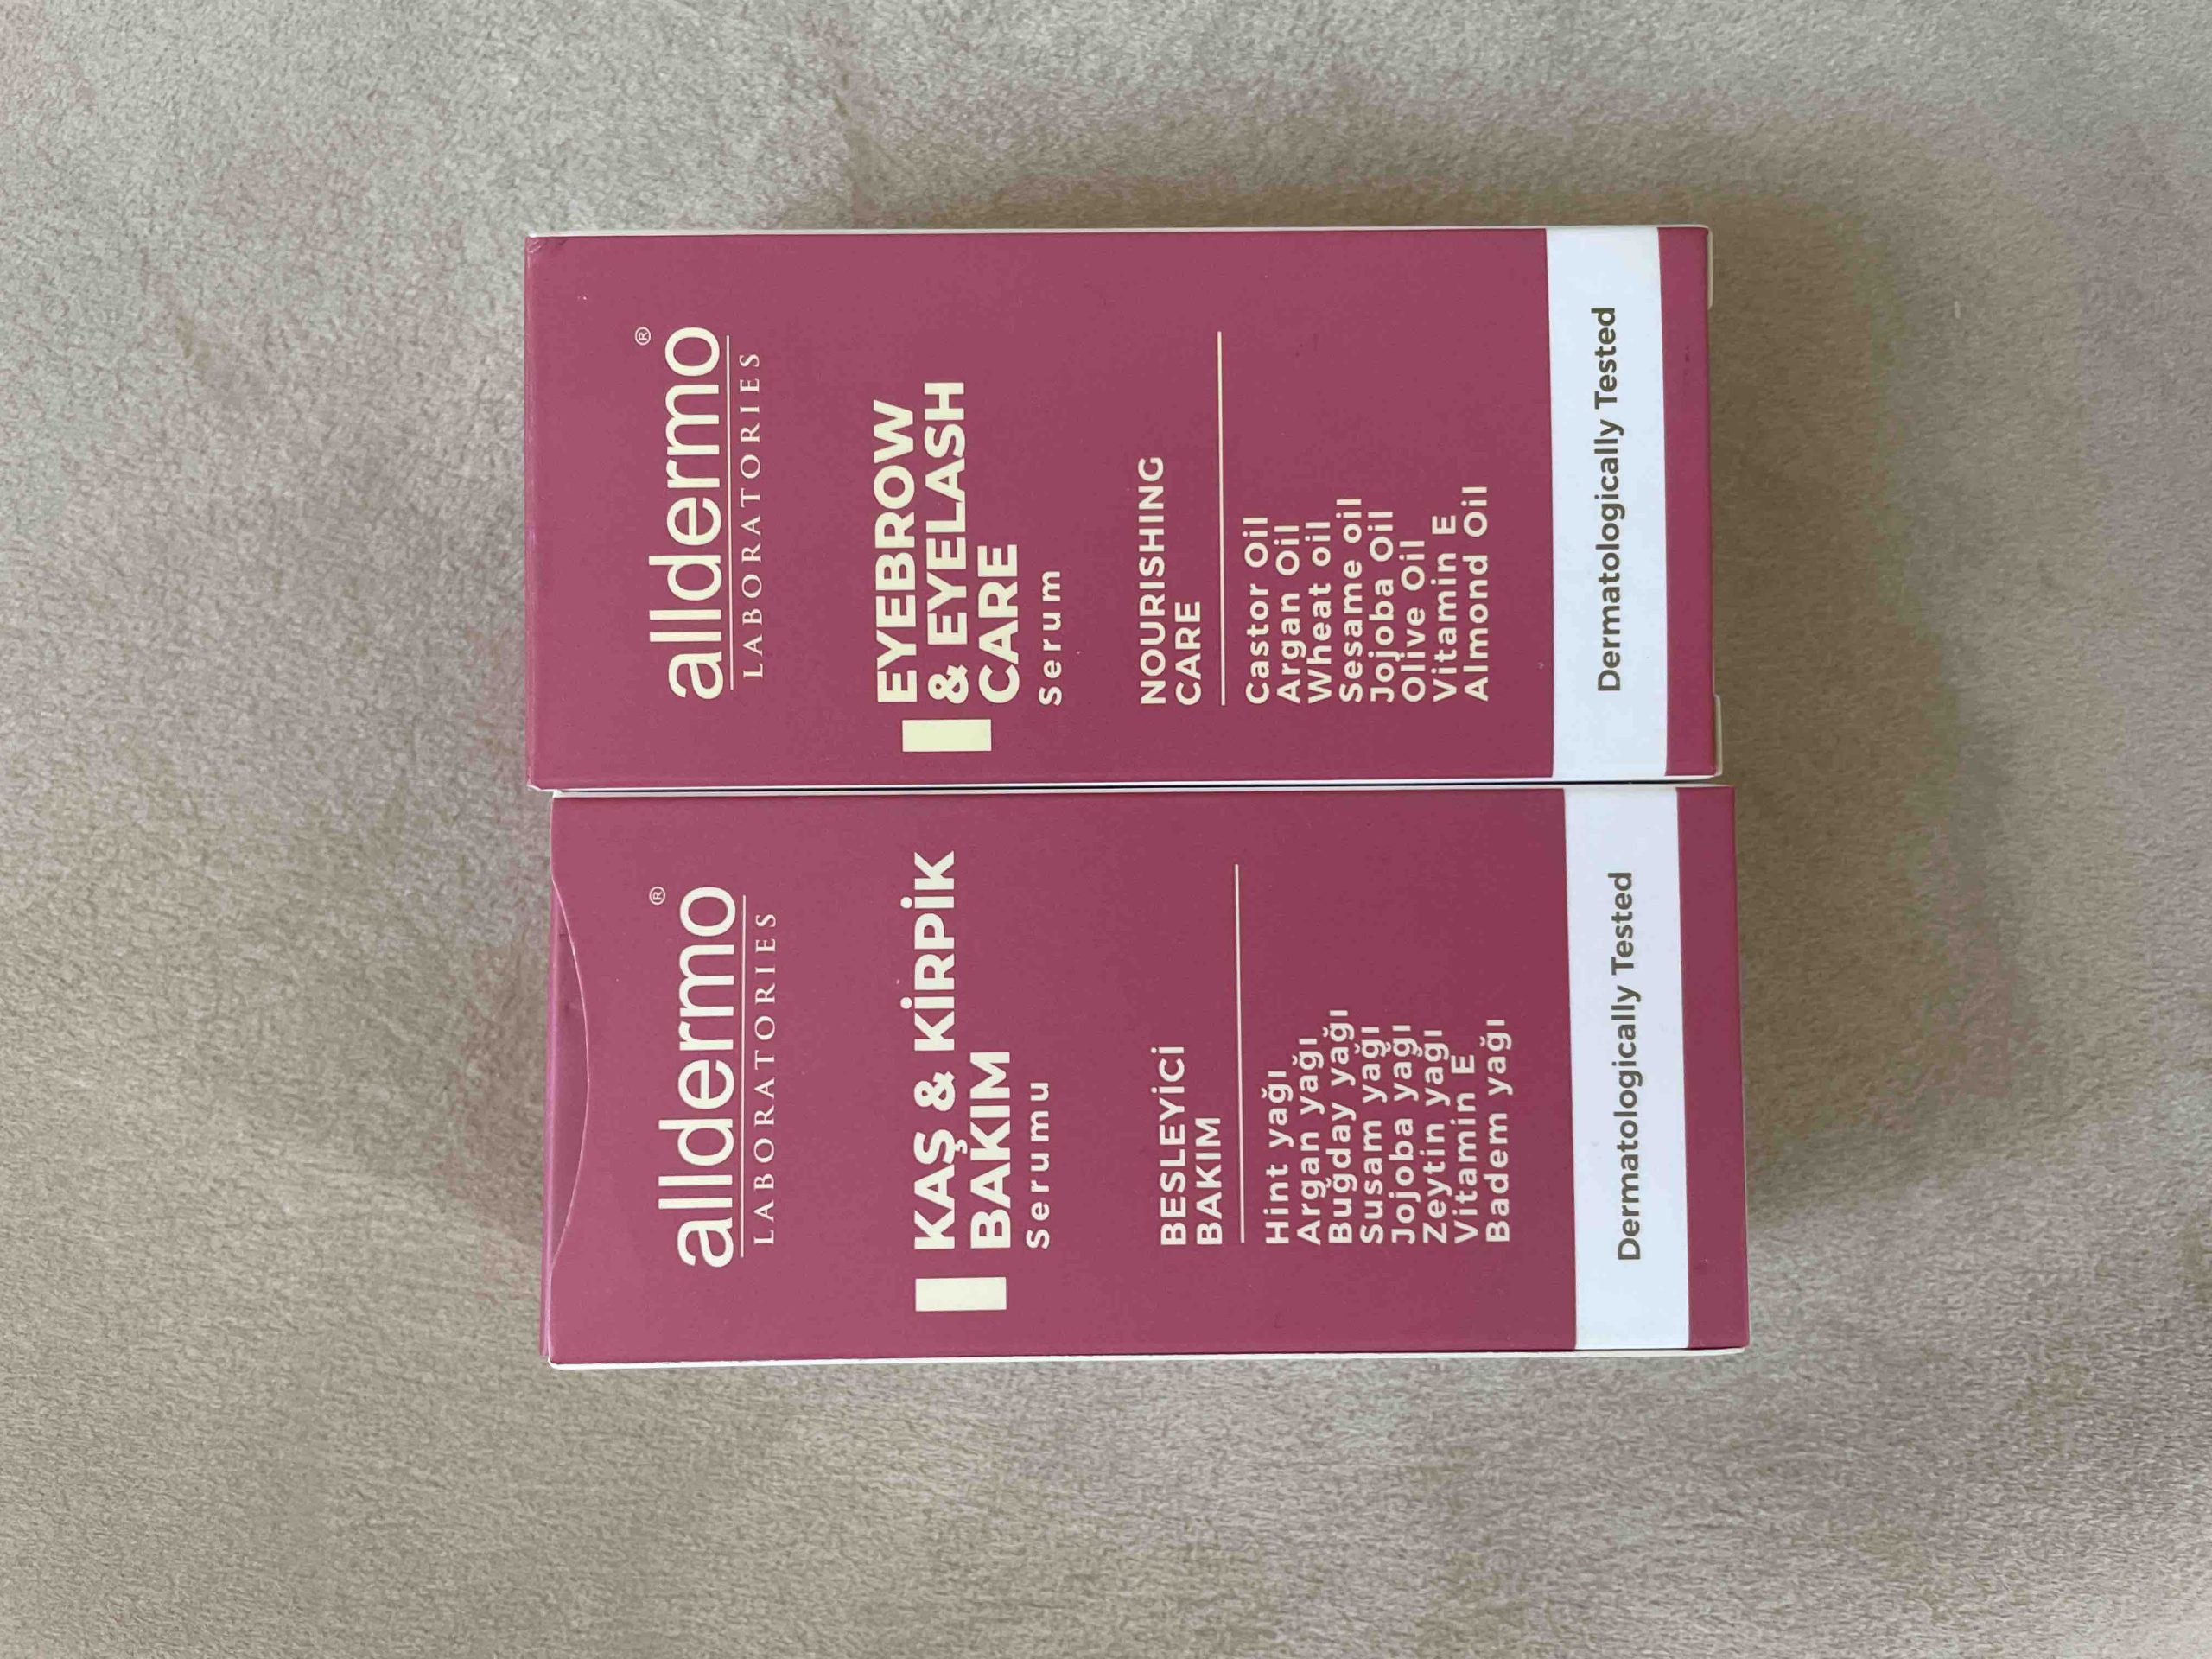 alldermo®
LABORATORIES
KAŞ & KİRPİK
BAKIM
Serumu
BESLEYİCİ
BAKIM
Hint yağı
Argan yağı
Buğday yağı
Susam yağı
Jojoba yağı
Zeytin yağı
Vitamin E
Badem yağı
Dermatologically Tested
alldermo®
LABORATORIES
EYEBROW
& EYELASH
CARE
Serum
NOURISHING
CARE
Castor Oil
Argan Oil
Wheat oil
Sesame oil
Jojoba Oil
Olive Oil
Vitamin E
Almond Oil
Dermatologically Tested